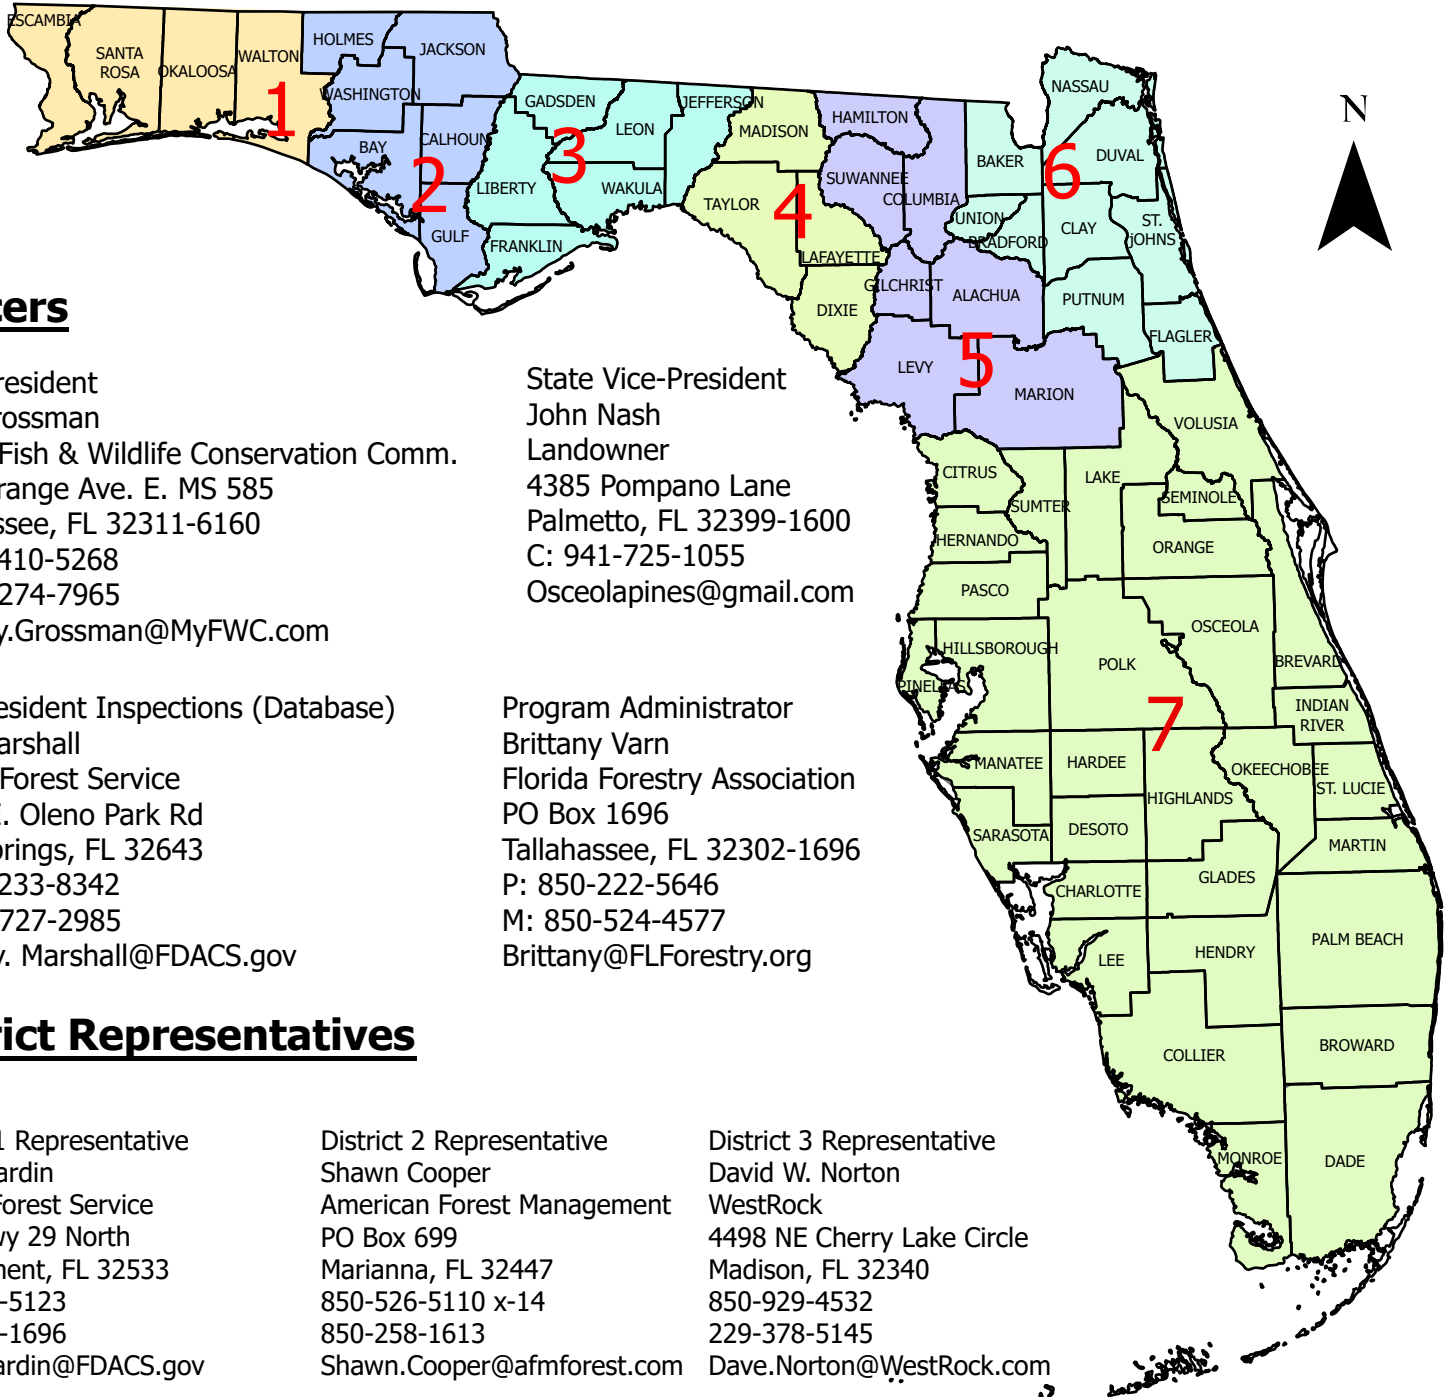 ESCAMBIA
SANTA
ROSA
OKALOOSA
WALTON
1
HOLMES
JACKSON
WASHINGTON
BAY
CALHOUN
2
GULF
GADSDEN
LEON
JEFFERSON
3
LIBERTY
WAKULA
FRANKLIN
MADISON
TAYLOR
4
LAFAYETTE
DIXIE
HAMILTON
SUWANNEE
COLUMBIA
GILCHRIST
ALACHUA
LEVY
5
MARION
NASSAU
BAKER
6
DUVAL
UNION
BRADFORD
CLAY
ST.
JOHNS
PUTNUM
FLAGLER
N
VOLUSIA
CITRUS
SUMTER
LAKE
SEMINOLE
HERNANDO
ORANGE
PASCO
OSCEOLA
HILLSBOROUGH
POLK
BREVARD
PINELLAS
7
INDIAN
RIVER
MANATEE
HARDEE
OKEECHOBEE
HIGHLANDS
ST. LUCIE
SARASOTA
DESOTO
MARTIN
GLADES
CHARLOTTE
PALM BEACH
LEE
HENDRY
COLLIER
BROWARD
MONROE
DADE
cers
resident
rossman
Fish & Wildlife Conservation Comm.
range Ave. E. MS 585
ssee, FL 32311-6160
410-5268
274-7965
y.Grossman@MyFWC.com
State Vice-President
John Nash
Landowner
4385 Pompano Lane
Palmetto, FL 32399-1600
C: 941-725-1055
Osceolapines@gmail.com
esident Inspections (Database)
arshall
Forest Service
E. Oleno Park Rd
prings, FL 32643
233-8342
727-2985
y. Marshall@FDACS.gov
Program Administrator
Brittany Varn
Florida Forestry Association
PO Box 1696
Tallahassee, FL 32302-1696
P: 850-222-5646
M: 850-524-4577
Brittany@FLForestry.org
rict Representatives
1 Representative
ardin
Forest Service
wy 29 North
ment, FL 32533
-5123
-1696
ardin@FDACS.gov
District 2 Representative
Shawn Cooper
American Forest Management
PO Box 699
Marianna, FL 32447
850-526-5110 x-14
850-258-1613
Shawn.Cooper@afmforest.com
District 3 Representative
David W. Norton
WestRock
4498 NE Cherry Lake Circle
Madison, FL 32340
850-929-4532
229-378-5145
Dave.Norton@WestRock.com